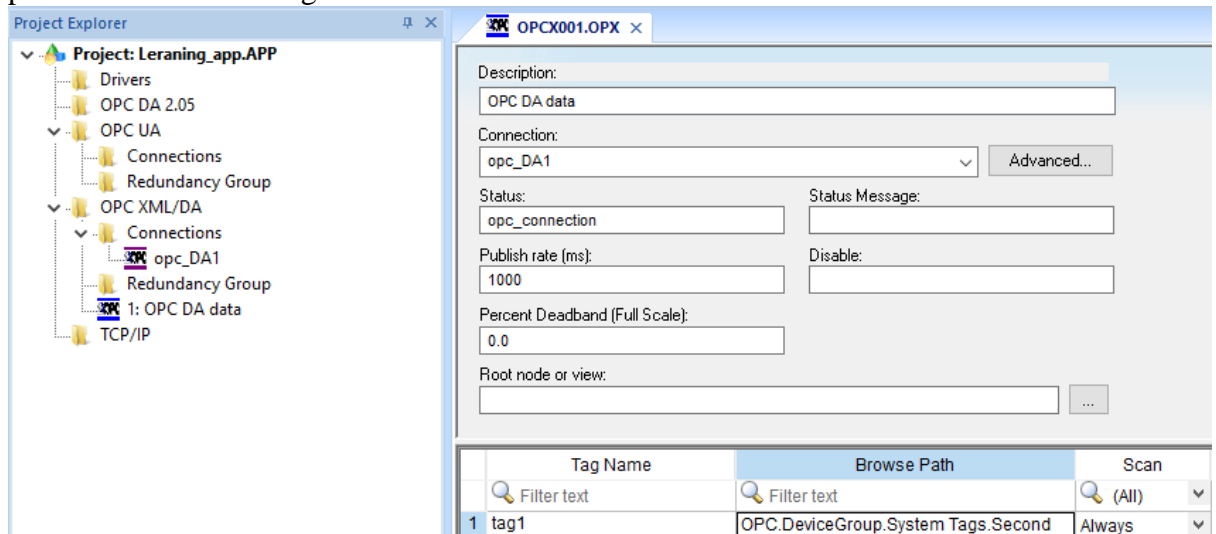 Project Explorer
Project: Leraning_app.APP
Drivers
OPC DA 2.05
OPC UA
Connections
Redundancy Group
OPC XML/DA
Connections
opc_DA1
Redundancy Group
1: OPC DA data
TCP/IP
OPCX001.OPX
Description:
OPC DA data
Connection:
opc_DA1 Advanced...
Status: Status Message:
opc_connection
Publish rate (ms): Disable:
1000
Percent Deadband (Full Scale):
0.0
Root node or view:
...
Tag Name Browse Path Scan
Filter text Filter text (All)
1 tag1 OPC.DeviceGroup.System Tags.Second Always